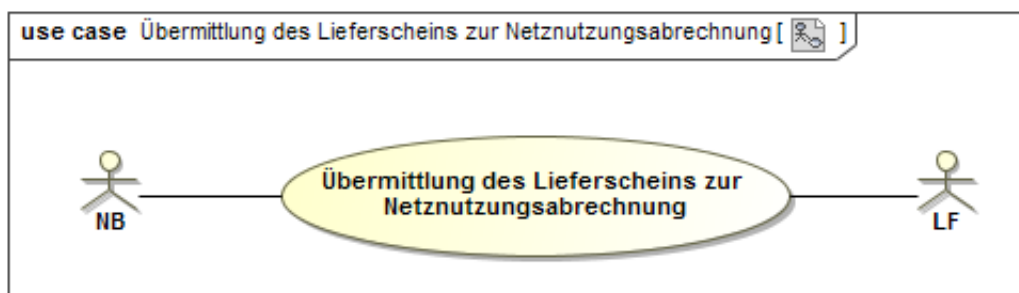 use case Übermittlung des Lieferscheins zur Netznutzungsabrechnung [ ]
Übermittlung des Lieferscheins zur
Netznutzungsabrechnung
NB
LF